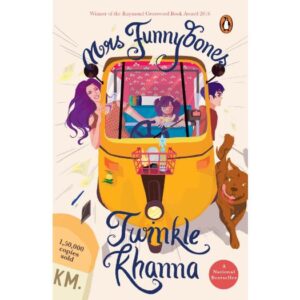 Winner of the Raymond Crossword Book Award 2016
Mrs Funnybones
1,50,000
copies
sold
KM.
Twinkle
Khanna
A
National
Bestseller